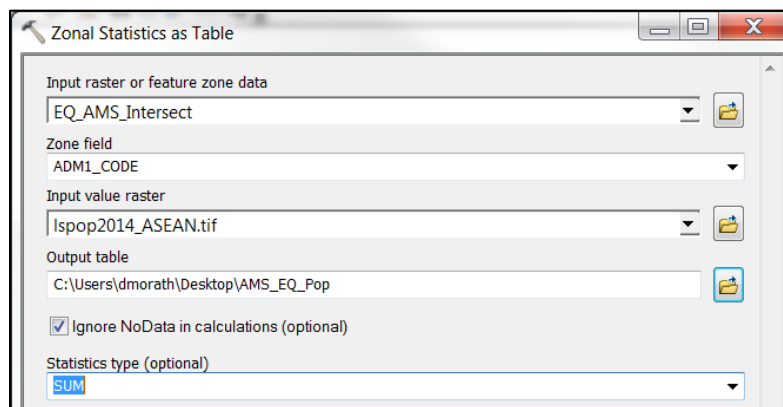 Zonal Statistics as Table
Input raster or feature zone data
EQ_AMS_Intersect
Zone field
ADM1_CODE
Input value raster
lspop2014_ASEAN.tif
Output table
C:\Users\dmorath\Desktop\AMS_EQ_Pop
Ignore NoData in calculations (optional)
Statistics type (optional)
SUM